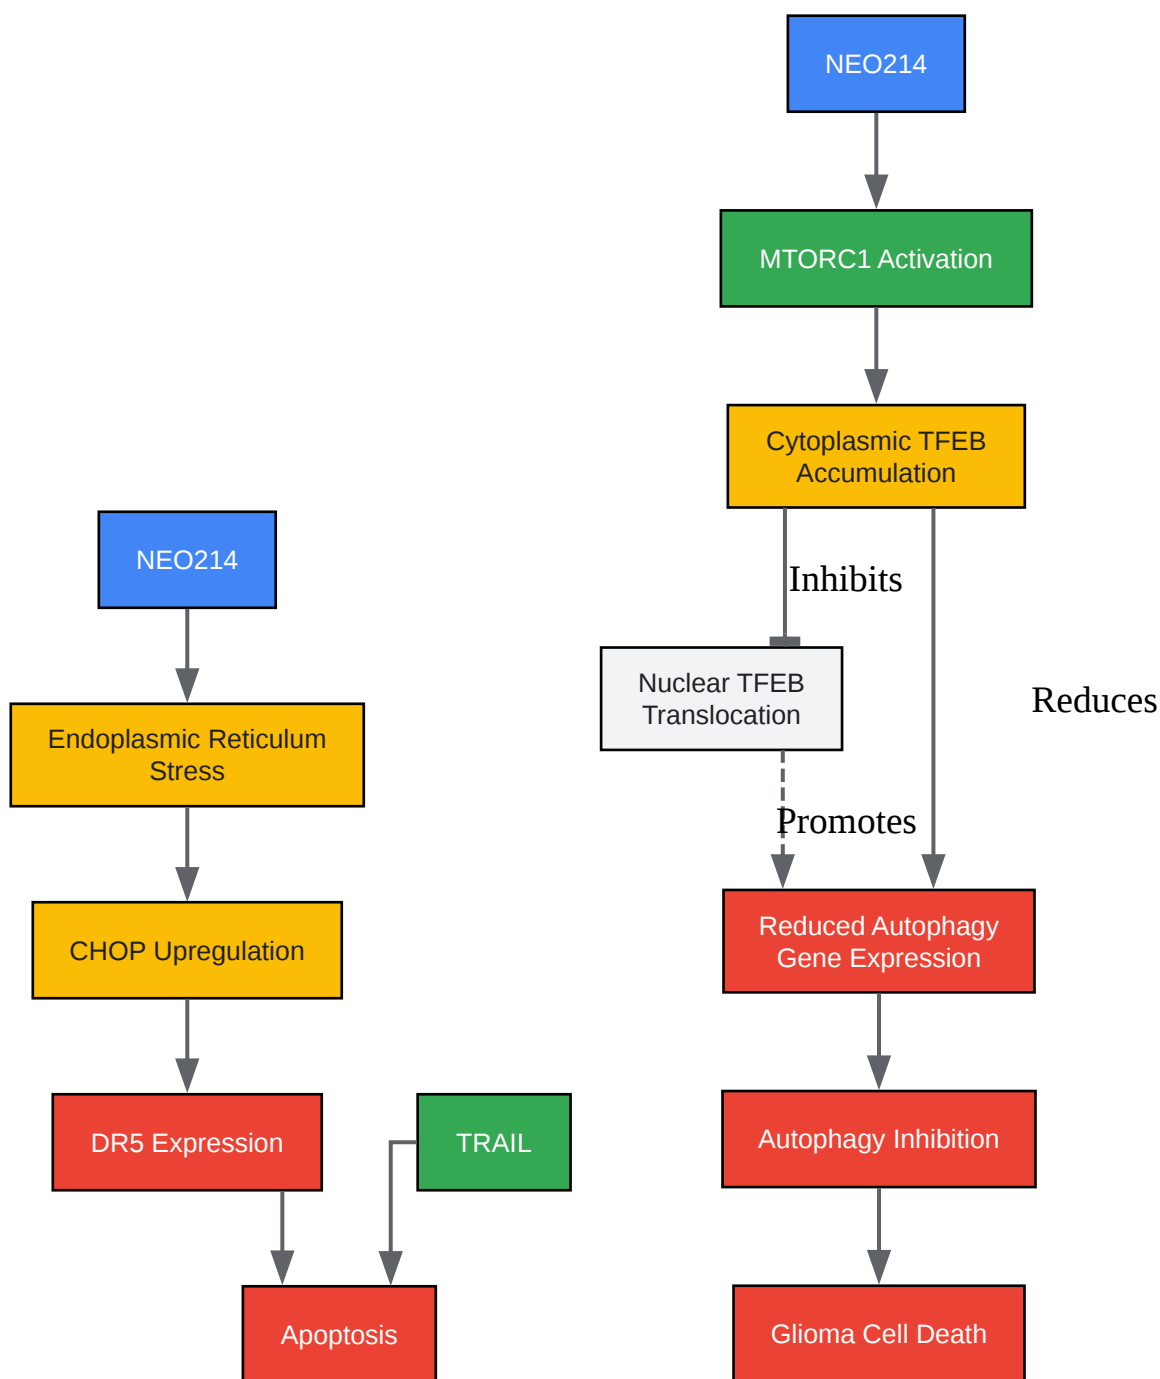 NEO214
MTORC1 Activation
Cytoplasmic TFEB
Accumulation
Inhibits
Nuclear TFEB
Translocation
Reduces
Promotes
Reduced Autophagy
Gene Expression
Autophagy Inhibition
Glioma Cell Death
NEO214
Endoplasmic Reticulum
Stress
CHOP Upregulation
DR5 Expression
TRAIL
Apoptosis